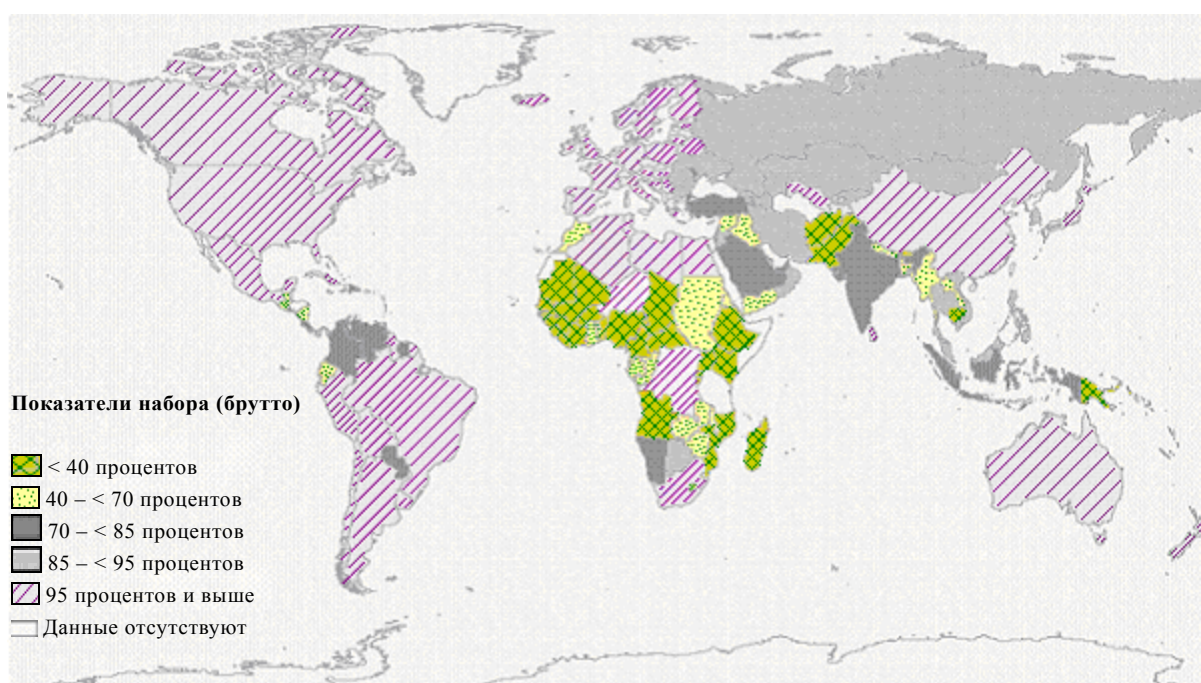 Показатели набора (брутто)
< 40 процентов
40 – < 70 процентов
70 – < 85 процентов
85 – < 95 процентов
95 процентов и выше
Данные отсутствуют